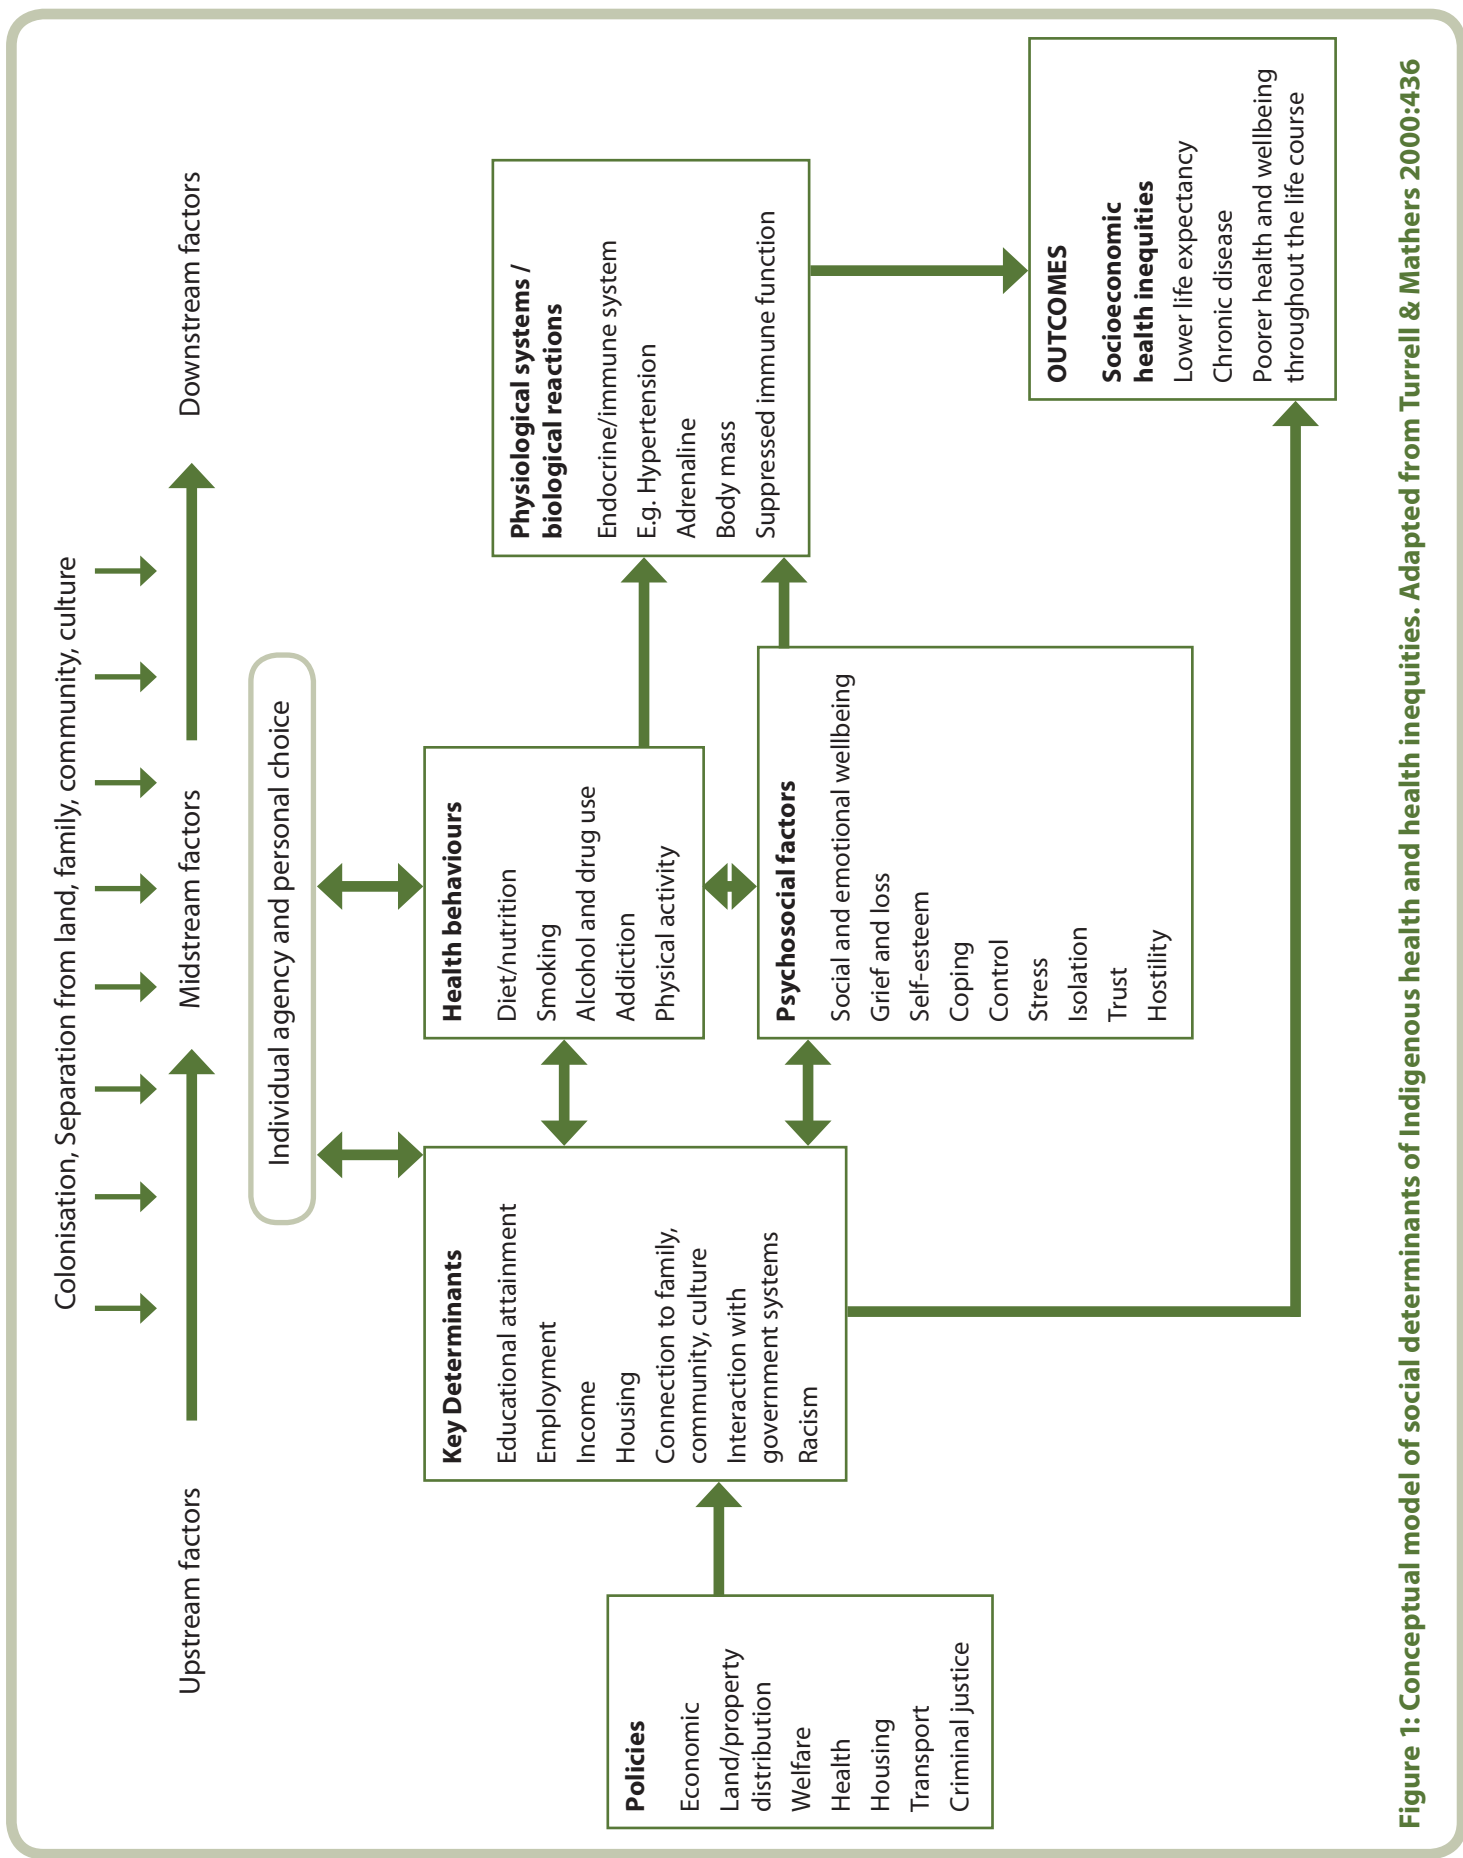 Colonisation, Separation from land, family, community, culture
Upstream factors
Midstream factors
Downstream factors
Individual agency and personal choice
Policies
Economic
Land/property
distribution
Welfare
Health
Housing
Transport
Criminal justice
Key Determinants
Educational attainment
Employment
Income
Housing
Connection to family,
community, culture
Interaction with
government systems
Racism
Health behaviours
Diet/nutrition
Smoking
Alcohol and drug use
Addiction
Physical activity
Psychosocial factors
Social and emotional wellbeing
Grief and loss
Self-esteem
Coping
Control
Stress
Isolation
Trust
Hostility
Physiological systems /
biological reactions
Endocrine/immune system
E.g. Hypertension
Adrenaline
Body mass
Suppressed immune function
OUTCOMES
Socioeconomic
health inequities
Lower life expectancy
Chronic disease
Poorer health and wellbeing
throughout the life course
Figure 1: Conceptual model of social determinants of Indigenous health and health inequities. Adapted from Turrell & Mathers 2000:436